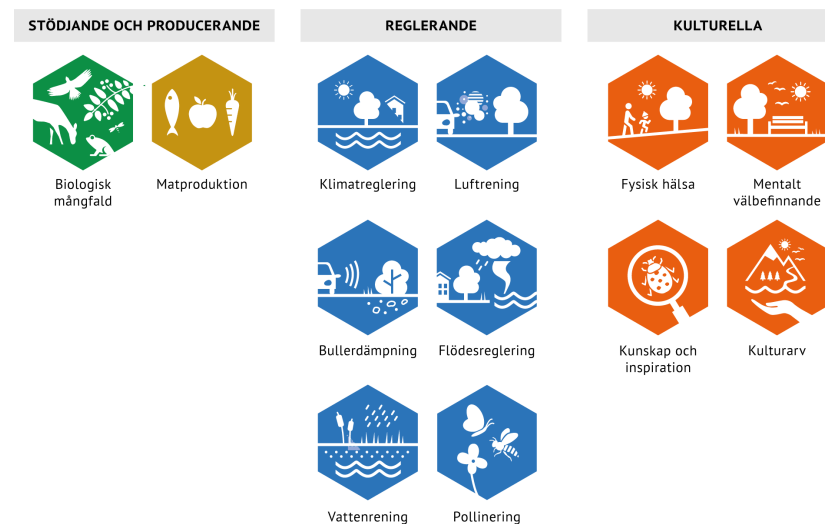 STÖDJANDE OCH PRODUCERANDE
Biologisk
mångfald
Matproduktion
REGLERANDE
Klimatreglering
Luftrening
Bullerdämpning
Flödesreglering
Vattenrening
Pollinering
KULTURELLA
Fysisk hälsa
Mentalt
välbefinnande
Kunskap och
inspiration
Kulturarv